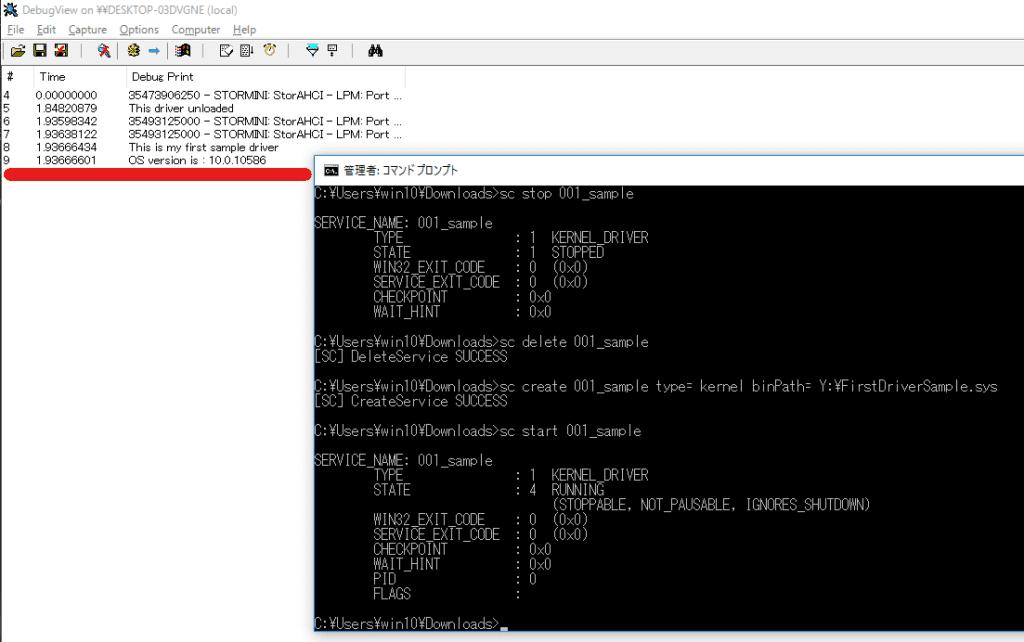 DebugView on ¥¥DESKTOP-03DVGNE (local)
File Edit Capture Options Computer Help
# Time Debug Print
4 0.00000000 35473906250 - STORMINI: StorAHCI - LPM: Port ...
5 1.84820879 This driver unloaded
6 1.93598342 35493125000 - STORMINI: StorAHCI - LPM: Port ...
7 1.93638122 35493125000 - STORMINI: StorAHCI - LPM: Port ...
8 1.93666434 This is my first sample driver
9 1.93666601 OS version is : 10.0.10586
管理者: コマンド プロンプト
C:¥Users¥win10¥Downloads>sc stop 001_sample
SERVICE_NAME: 001_sample
TYPE : 1 KERNEL_DRIVER
STATE : 1 STOPPED
WIN32_EXIT_CODE : 0 (0x0)
SERVICE_EXIT_CODE : 0 (0x0)
CHECKPOINT : 0x0
WAIT_HINT : 0x0
C:¥Users¥win10¥Downloads>sc delete 001_sample
[SC] DeleteService SUCCESS
C:¥Users¥win10¥Downloads>sc create 001_sample type= kernel binPath= Y:¥FirstDriverSample.sys
[SC] CreateService SUCCESS
C:¥Users¥win10¥Downloads>sc start 001_sample
SERVICE_NAME: 001_sample
TYPE : 1 KERNEL_DRIVER
STATE : 4 RUNNING
(STOPPABLE, NOT_PAUSABLE, IGNORES_SHUTDOWN)
WIN32_EXIT_CODE : 0 (0x0)
SERVICE_EXIT_CODE : 0 (0x0)
CHECKPOINT : 0x0
WAIT_HINT : 0x0
PID : 0
FLAGS :
C:¥Users¥win10¥Downloads>_